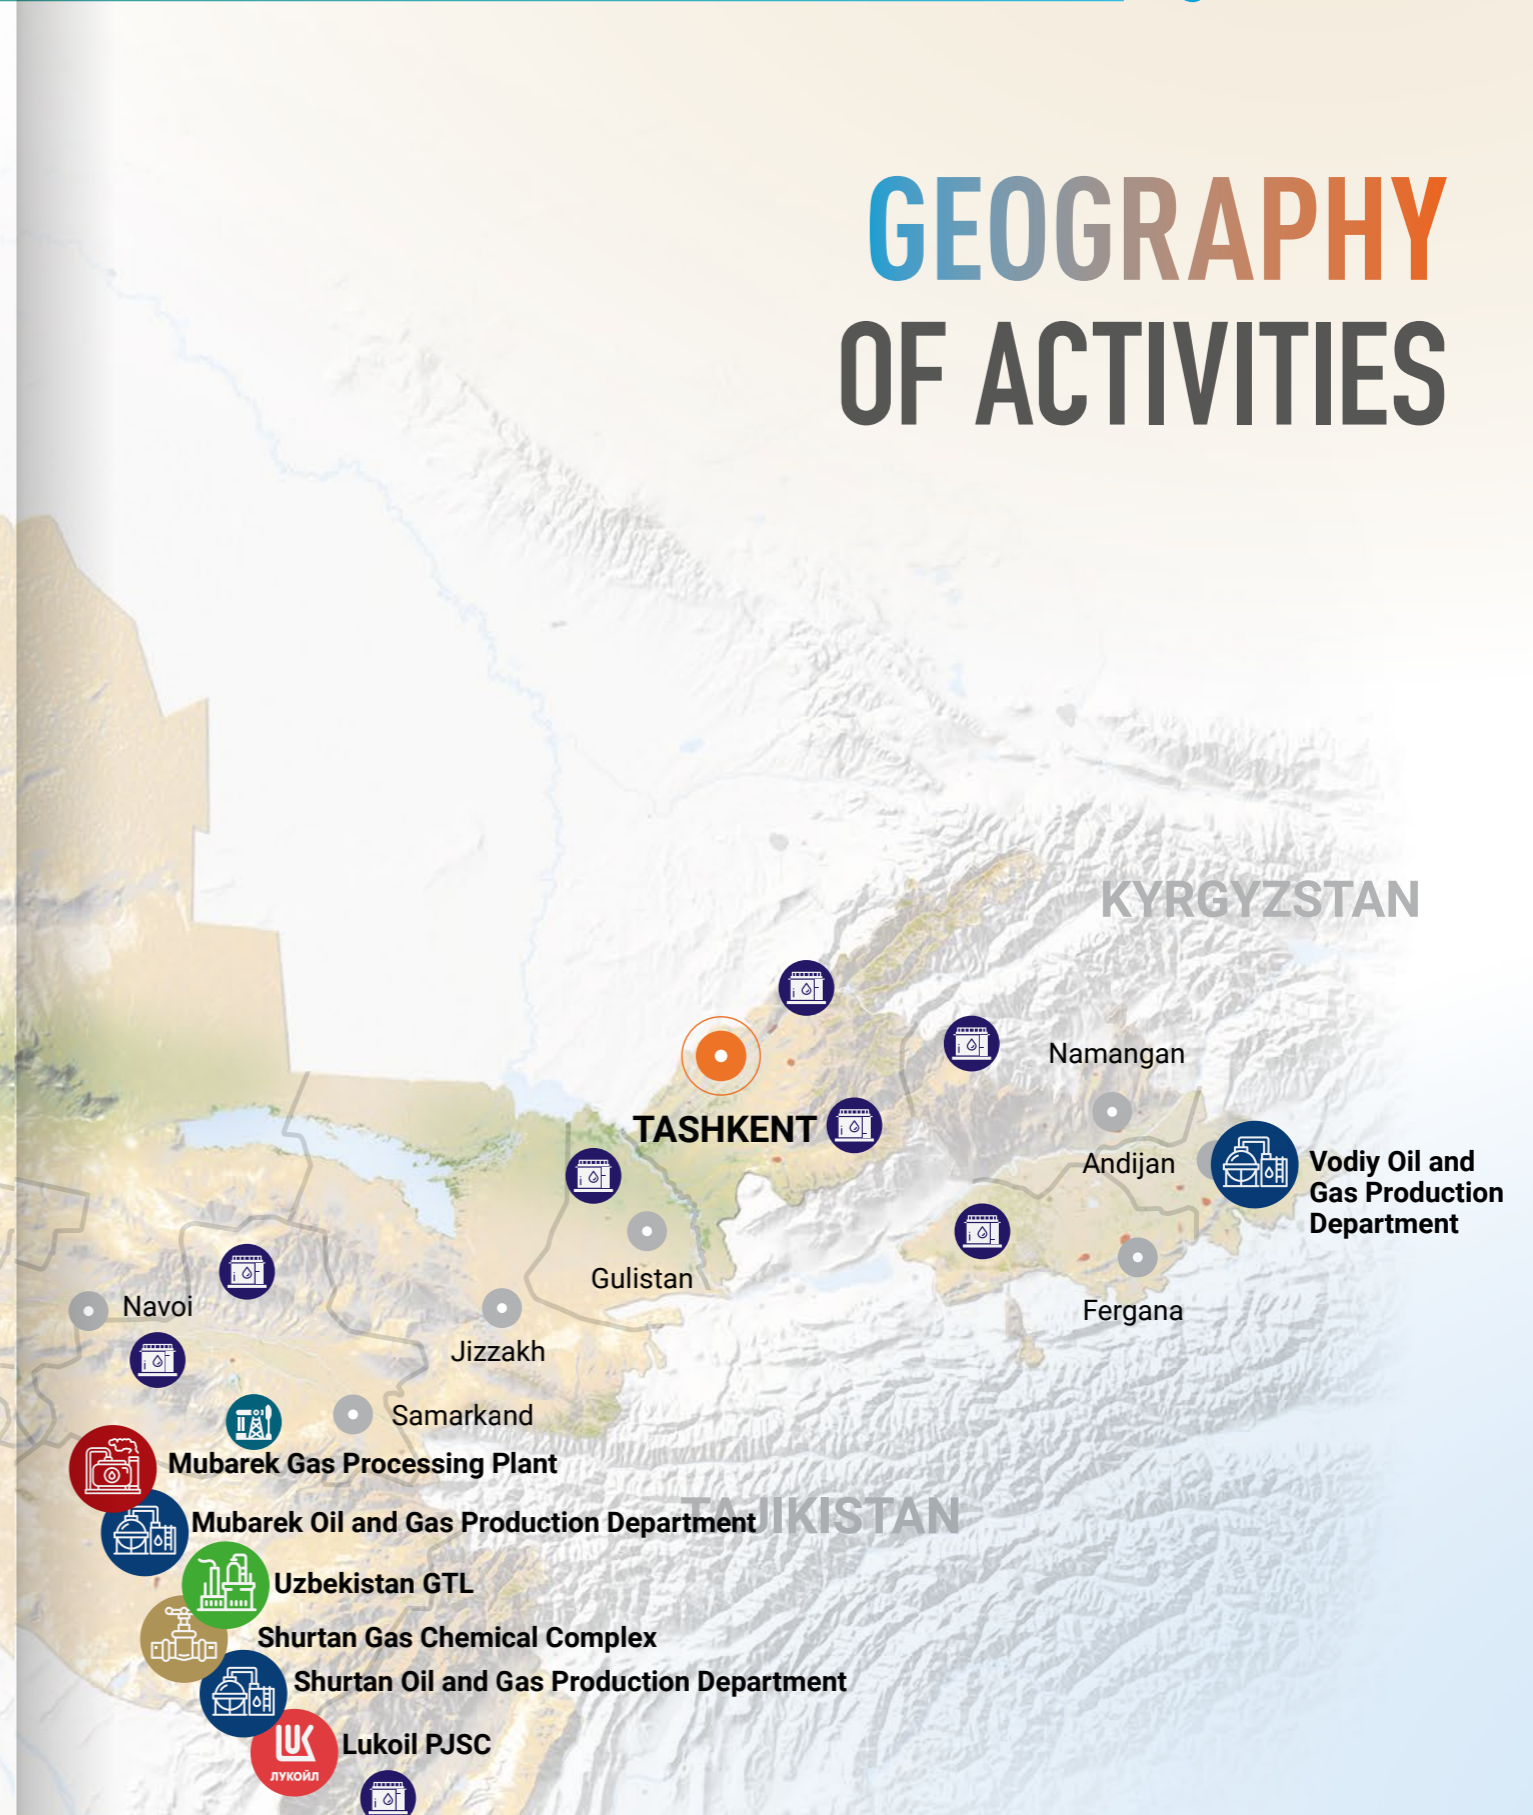 GEOGRAPHY
OF ACTIVITIES
KYRGYZSTAN
Namangan
TASHKENT
Andijan
Vodiy Oil and
Gas Production
Department
Gulistan
Navoi
Fergana
Jizzakh
Samarkand
Mubarek Gas Processing Plant
TAJIKISTAN
Mubarek Oil and Gas Production Department
Uzbekistan GTL
Shurtan Gas Chemical Complex
Shurtan Oil and Gas Production Department
Lukoil PJSC
ЛУКОЙЛ